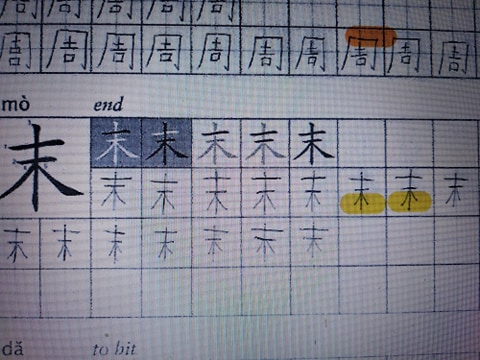 周 周 周 周 周
周 周 周 周 周 周 周 周 周 周
mò end
末 末 末 末 末 末
末 末 末 末 末 末 末 末
末 末 末 末 末 末 末
dǎ to hit